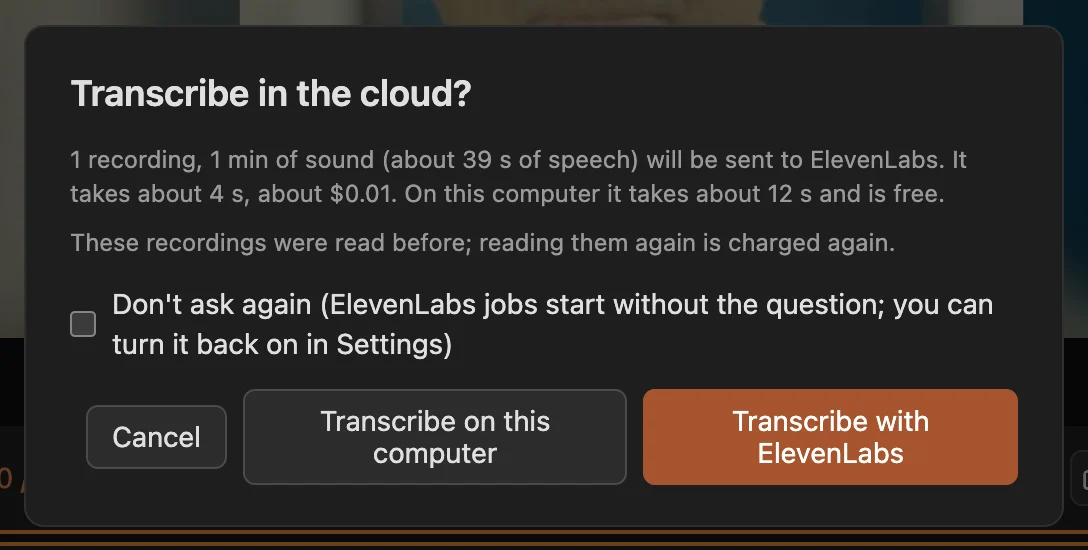 Transcribe in the cloud?
1 recording, 1 min of sound (about 39 s of speech) will be sent to ElevenLabs. It
takes about 4 s, about $0.01. On this computer it takes about 12 s and is free.
These recordings were read before; reading them again is charged again.
Don't ask again (ElevenLabs jobs start without the question; you can
turn it back on in Settings)
Cancel
Transcribe on this
computer
Transcribe with
ElevenLabs